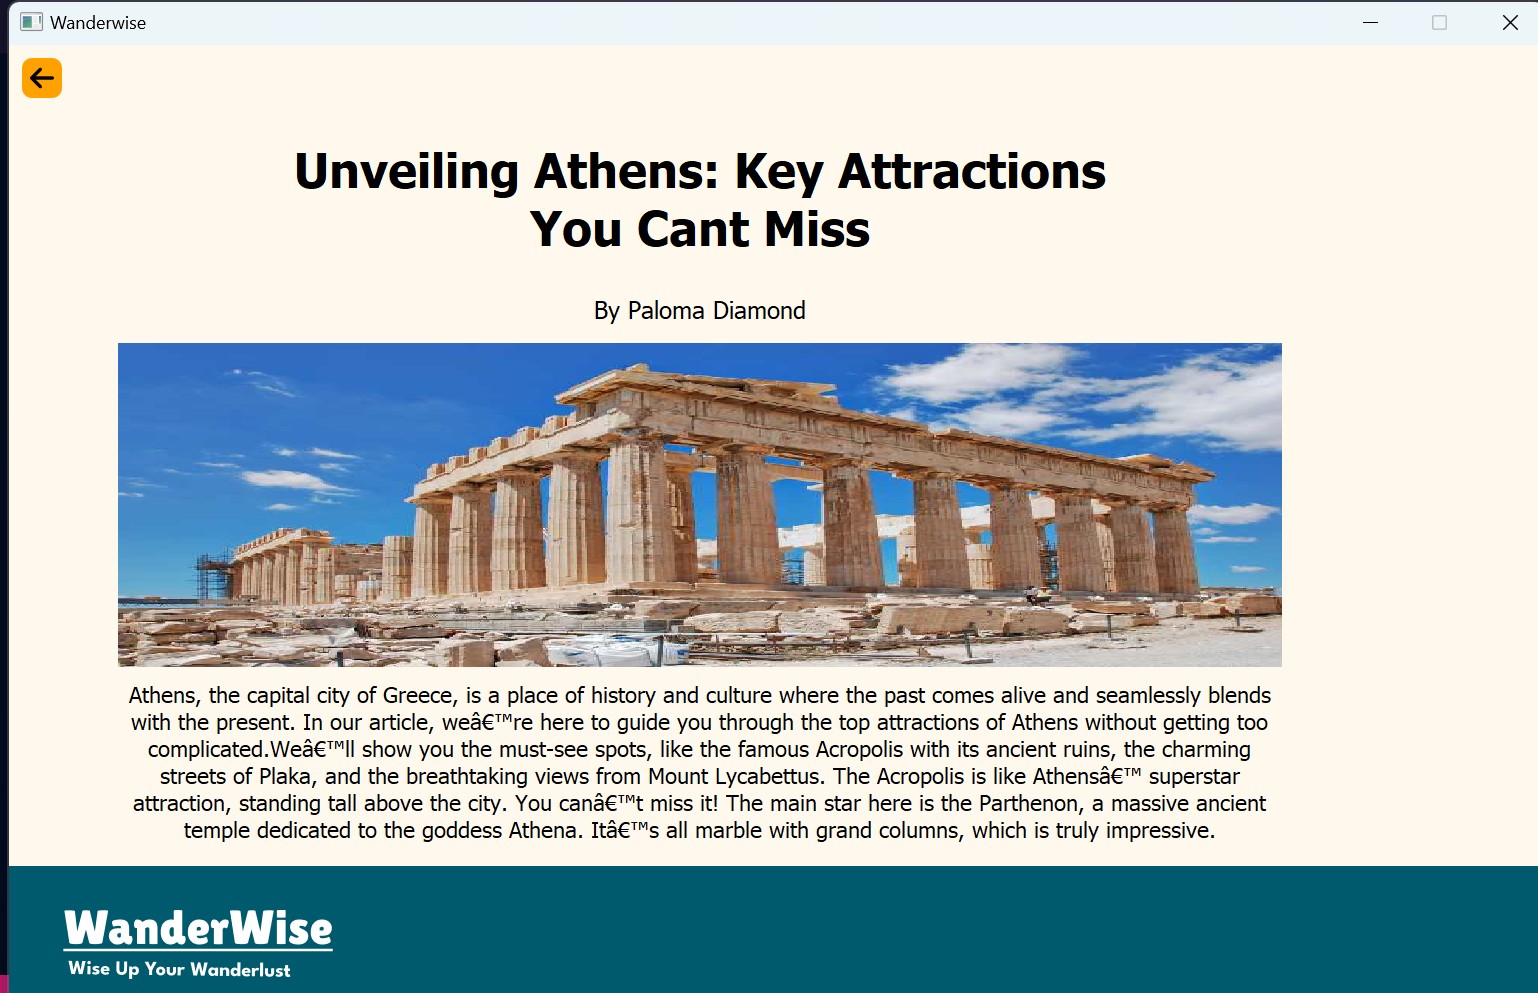 Wanderwise
Unveiling Athens: Key Attractions
You Cant Miss
By Paloma Diamond
Athens, the capital city of Greece, is a place of history and culture where the past comes alive and seamlessly blends
with the present. In our article, weâ€™re here to guide you through the top attractions of Athens without getting too
complicated.Weâ€™ll show you the must-see spots, like the famous Acropolis with its ancient ruins, the charming
streets of Plaka, and the breathtaking views from Mount Lycabettus. The Acropolis is like Athensâ€™ superstar
attraction, standing tall above the city. You canâ€™t miss it! The main star here is the Parthenon, a massive ancient
temple dedicated to the goddess Athena. Itâ€™s all marble with grand columns, which is truly impressive.
WanderWise
Wise Up Your Wanderlust